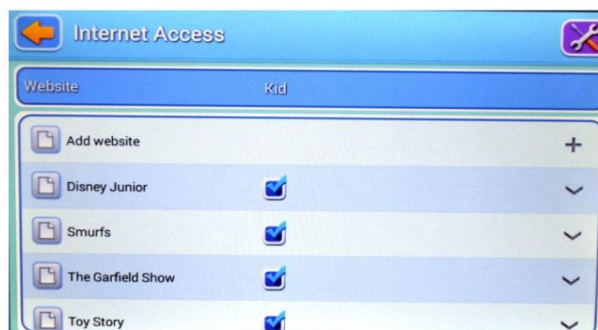 Internet Access
Website Kid
Add website
Disney Junior
Smurfs
The Garfield Show
Toy Story